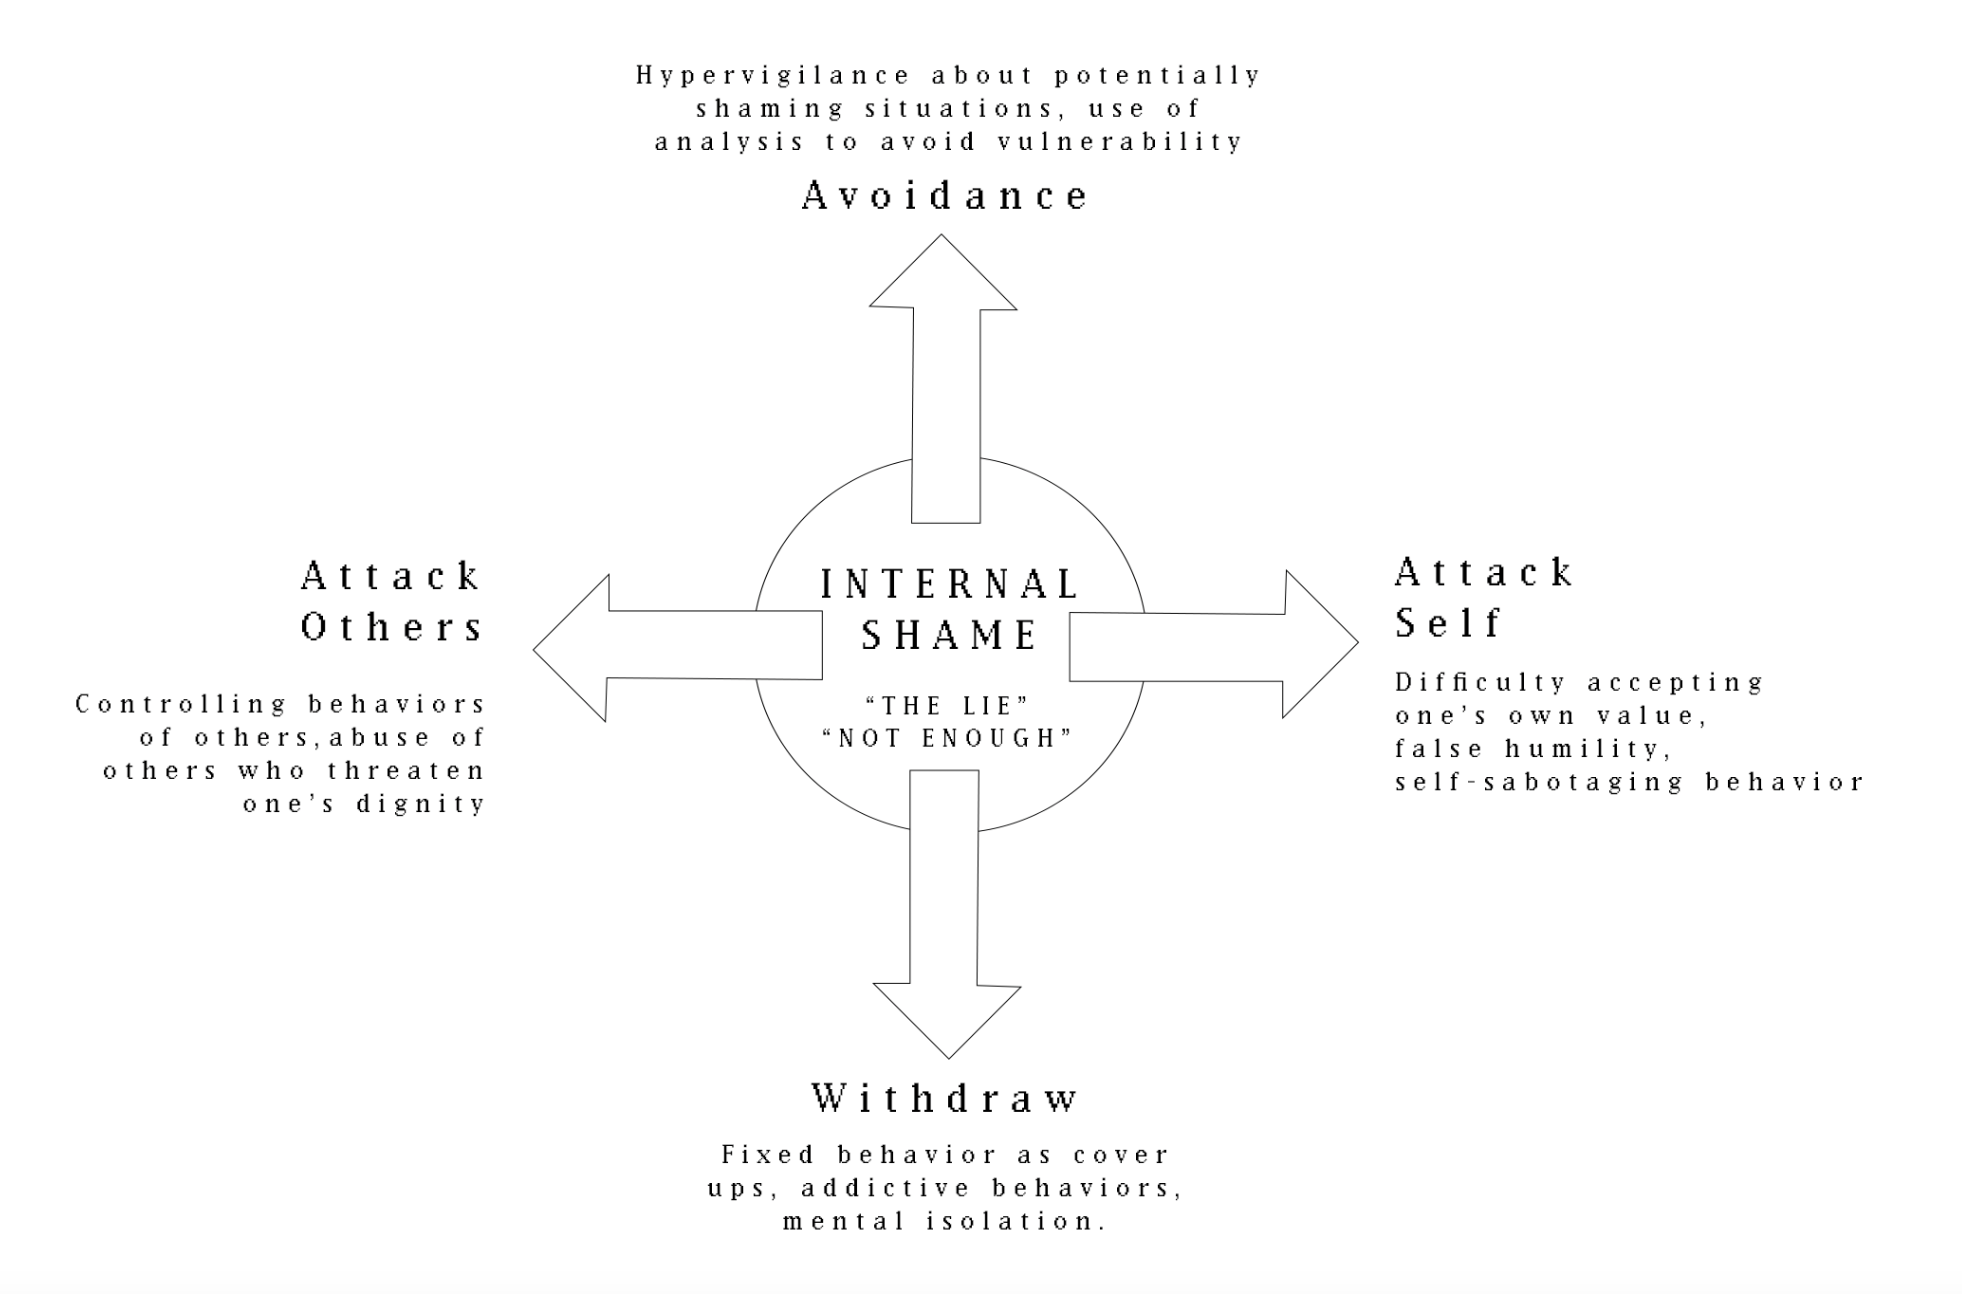 Hypervigilance about potentially
shaming situations, use of
analysis to avoid vulnerability
Avoidance
Attack
Others
Controlling behaviors
of others,abuse of
others who threaten
one’s dignity
INTERNAL
SHAME
“THE LIE”
“NOT ENOUGH”
Attack
Self
Difficulty accepting
one’s own value,
false humility,
self-sabotaging behavior
Withdraw
Fixed behavior as cover
ups, addictive behaviors,
mental isolation.